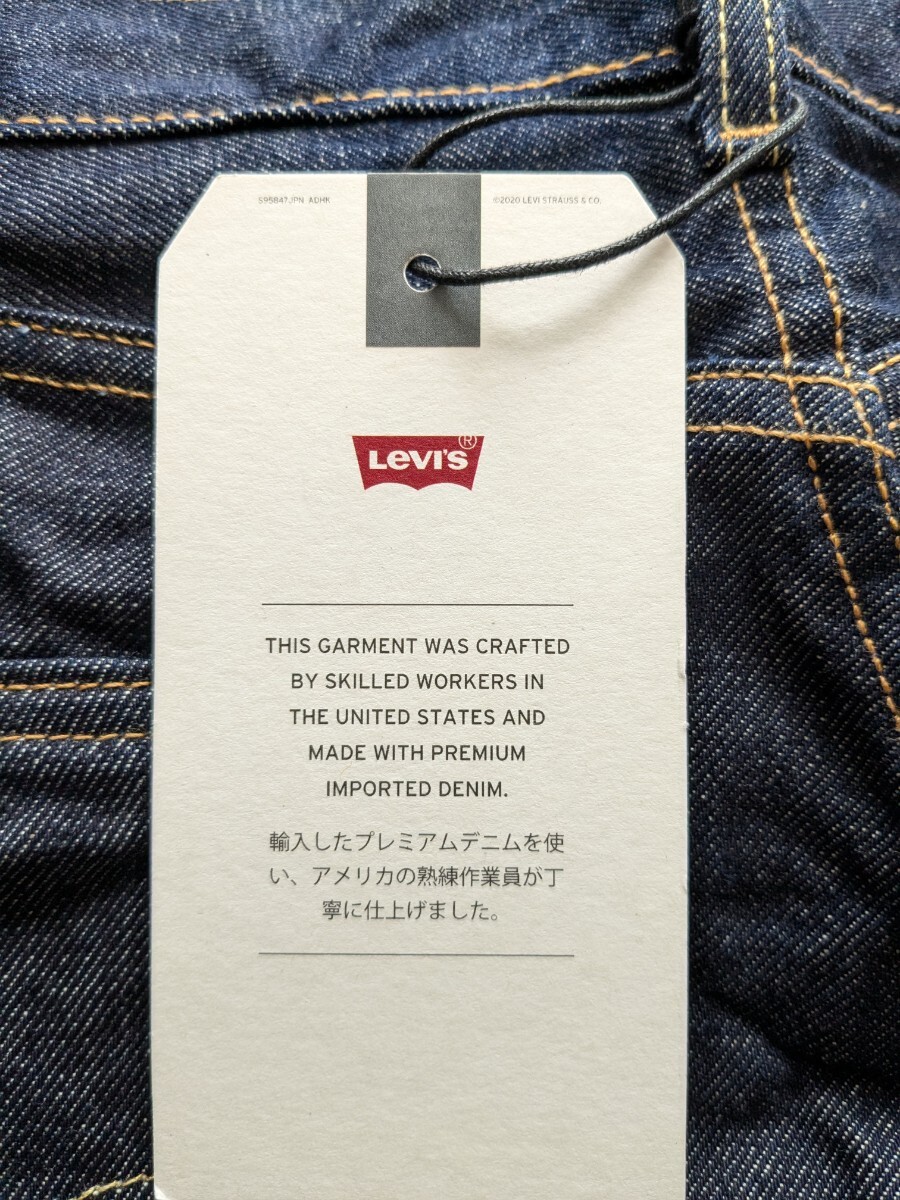 S95847JPN ADHK
©2020 LEVI STRAUSS & CO.
LEVI'S®
THIS GARMENT WAS CRAFTED
BY SKILLED WORKERS IN
THE UNITED STATES AND
MADE WITH PREMIUM
IMPORTED DENIM.
輸入したプレミアムデニムを使
い、アメリカの熟練作業員が丁
寧に仕上げました。